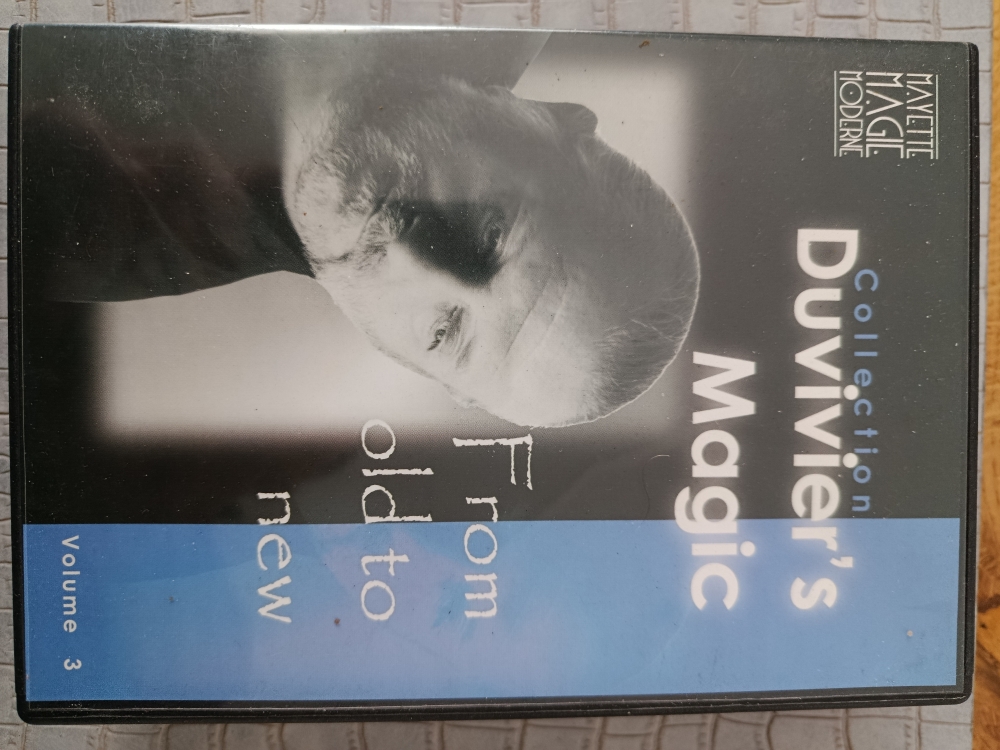 MAYETTE
MAGIE
MODERNE
Collection
Duvivier's
Magic
From
old to
new
Volume 3